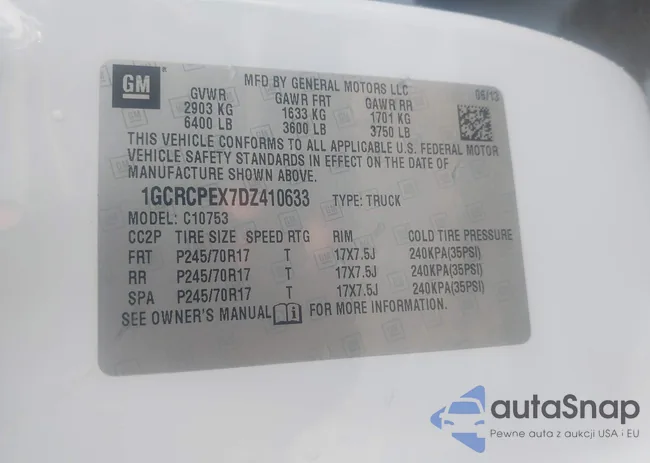 GM
MFD BY GENERAL MOTORS LLC 06/13
GVWR GAWR FRT GAWR RR
2903 KG 1633 KG 1701 KG
6400 LB 3600 LB 3750 LB
THIS VEHICLE CONFORMS TO ALL APPLICABLE U.S. FEDERAL MOTOR
VEHICLE SAFETY STANDARDS IN EFFECT ON THE DATE OF
MANUFACTURE SHOWN ABOVE.
1GCRCPEX7DZ410633 TYPE: TRUCK
MODEL: C10753
CC2P TIRE SIZE SPEED RTG RIM COLD TIRE PRESSURE
FRT P245/70R17 T 17X7.5J 240KPA(35PSI)
RR P245/70R17 T 17X7.5J 240KPA(35PSI)
SPA P245/70R17 T 17X7.5J 240KPA(35PSI)
SEE OWNER'S MANUAL FOR MORE INFORMATION.
autaSnap
Pewne auta z aukcji USA i EU